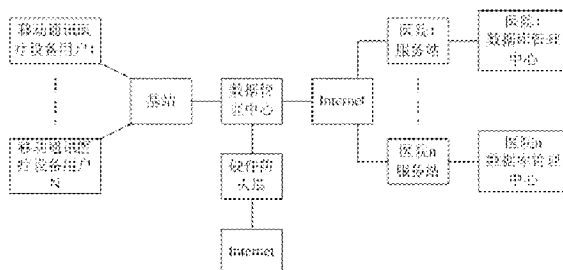 移动通讯医
疗设备用户1
移动通讯医
疗设备用户
N
基站
数据管
理中心
硬件防
火墙
Internet
Internet
医院1
服务站
医院n
服务站
医院1
数据库管理
中心
医院n
数据库管理
中心